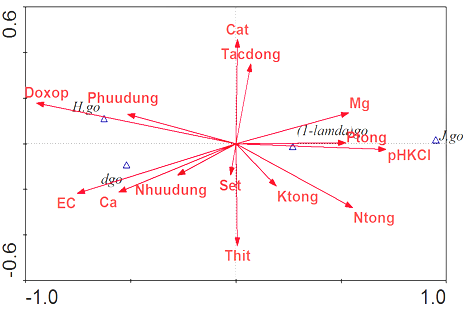 0.6
Cat
Tacdong
Doxop
H.go
Phuudung
Mg
(1-lamda)go
J.go
Ptong
pHKCl
dgo
EC
Ca
Nhuudung
Set
Ktong
Ntong
Thit
-0.6
-1.0
1.0